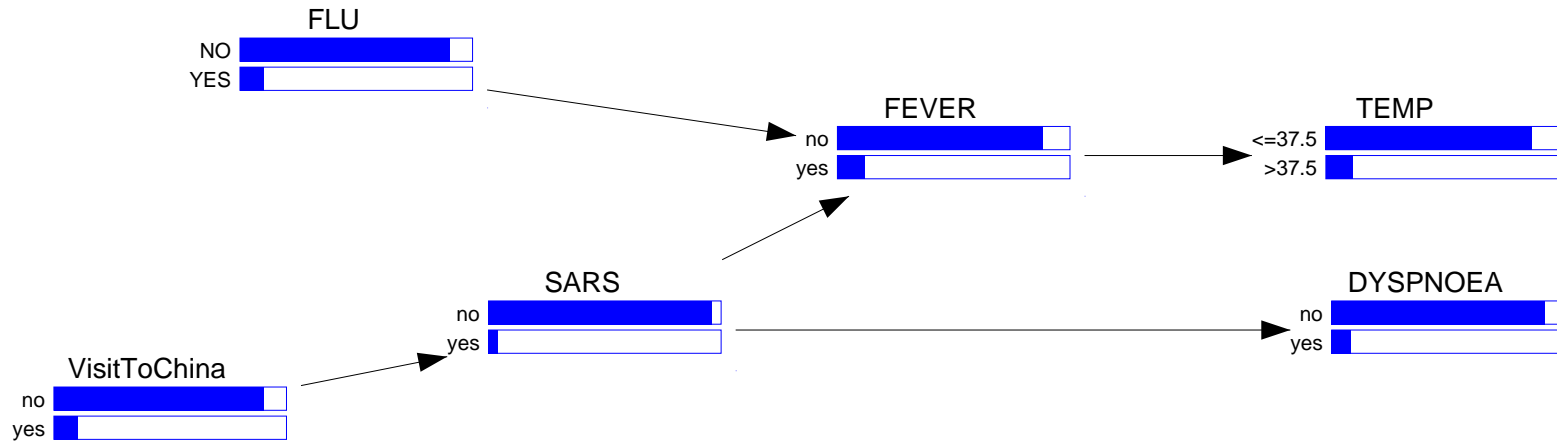 FLU
NO
YES
FEVER
no
yes
TEMP
<=37.5
>37.5
SARS
no
yes
DYSPNOEA
no
yes
VisitToChina
no
yes